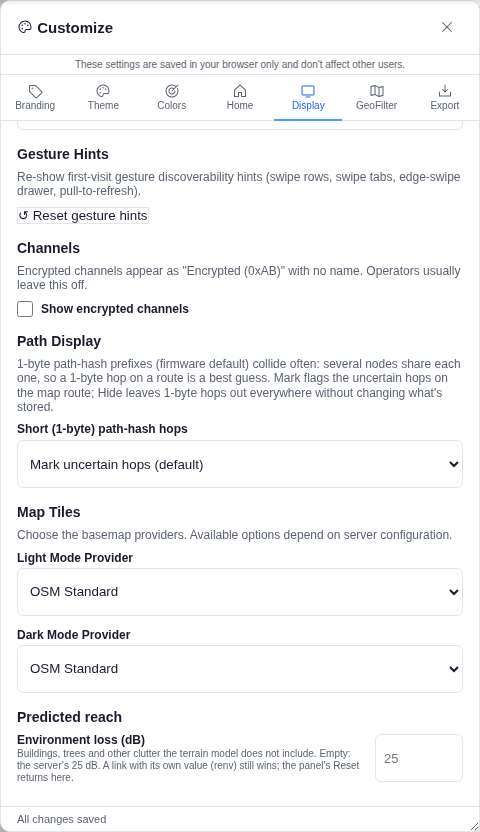 Customize
These settings are saved in your browser only and don't affect other users.
Branding Theme Colors Home Display GeoFilter Export
Gesture Hints
Re-show first-visit gesture discoverability hints (swipe rows, swipe tabs, edge-swipe
drawer, pull-to-refresh).
↺ Reset gesture hints
Channels
Encrypted channels appear as "Encrypted (0xAB)" with no name. Operators usually
leave this off.
Show encrypted channels
Path Display
1-byte path-hash prefixes (firmware default) collide often: several nodes share each
one, so a 1-byte hop on a route is a best guess. Mark flags the uncertain hops on
the map route; Hide leaves 1-byte hops out everywhere without changing what's
stored.
Short (1-byte) path-hash hops
Mark uncertain hops (default)
Map Tiles
Choose the basemap providers. Available options depend on server configuration.
Light Mode Provider
OSM Standard
Dark Mode Provider
OSM Standard
Predicted reach
Environment loss (dB)
Buildings, trees and other clutter the terrain model does not include. Empty:
the server's 25 dB. A link with its own value (renv) still wins; the panel's Reset
returns here.
25
All changes saved